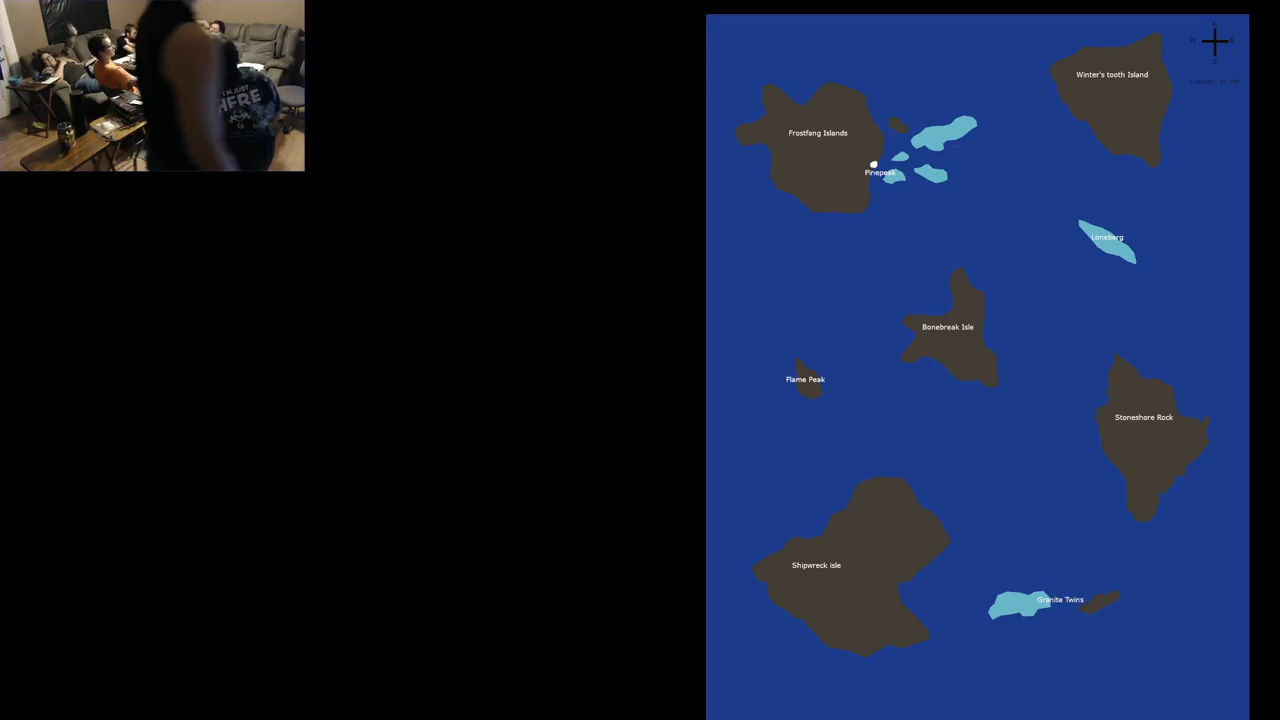 I'M JUST
HERE
N
W E
S
Winter's tooth Island
Frostfang Islands
Pinepeak
Loneberg
Bonebreak Isle
Flame Peak
Stoneshore Rock
Shipwreck isle
Granite Twins